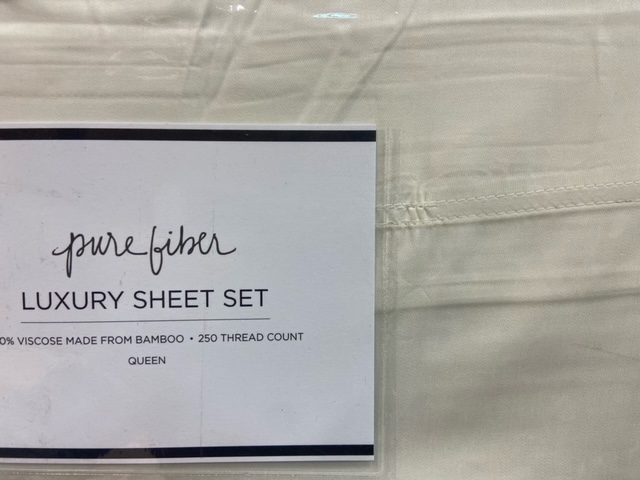 pure fiber
LUXURY SHEET SET
0% VISCOSE MADE FROM BAMBOO • 250 THREAD COUNT
QUEEN